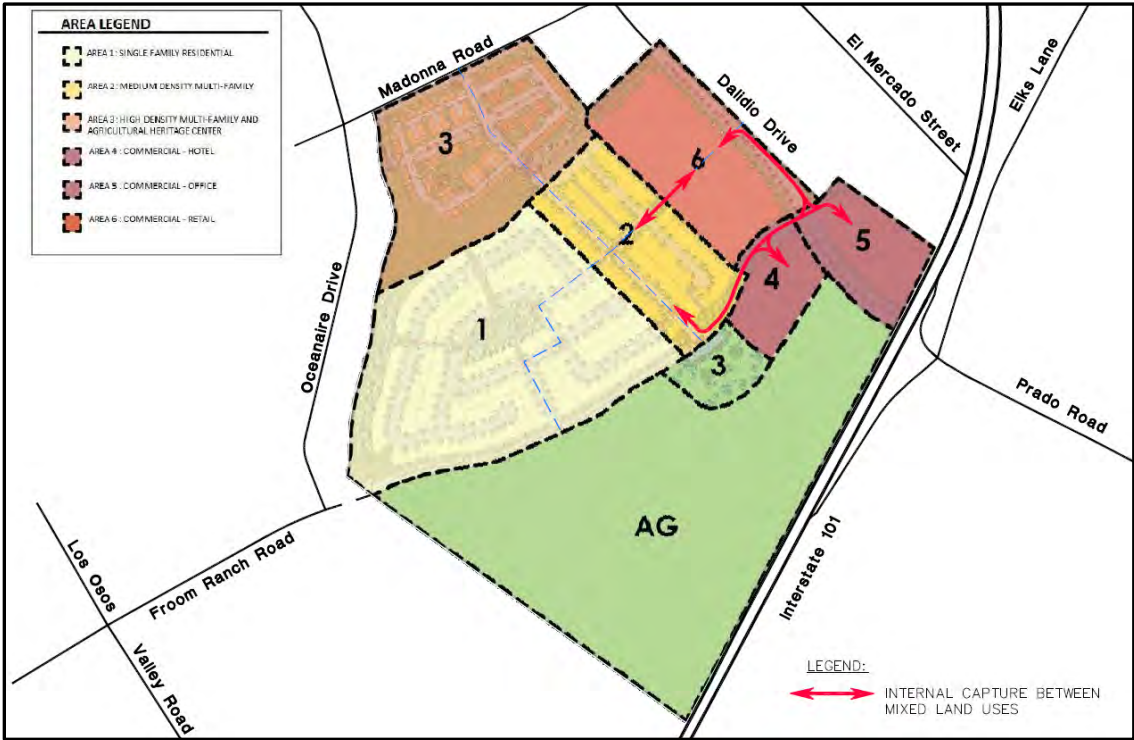 AREA LEGEND
AREA 1: SINGLE FAMILY RESIDENTIAL
AREA 2: MEDIUM DENSITY MULTI-FAMILY
AREA 3: HIGH DENSITY MULTI-FAMILY AND
AGRICULTURAL HERITAGE CENTER
AREA 4: COMMERCIAL - HOTEL
AREA 5: COMMERCIAL - OFFICE
AREA 6: COMMERCIAL - RETAIL
Madonna Road
Dalidio Drive
El Mercado Street
Elks Lane
3
6
2
5
4
1
3
Oceanaire Drive
Prado Road
AG
Interstate 101
Los Osos
Valley Road
Froom Ranch Road
LEGEND:
INTERNAL CAPTURE BETWEEN
MIXED LAND USES